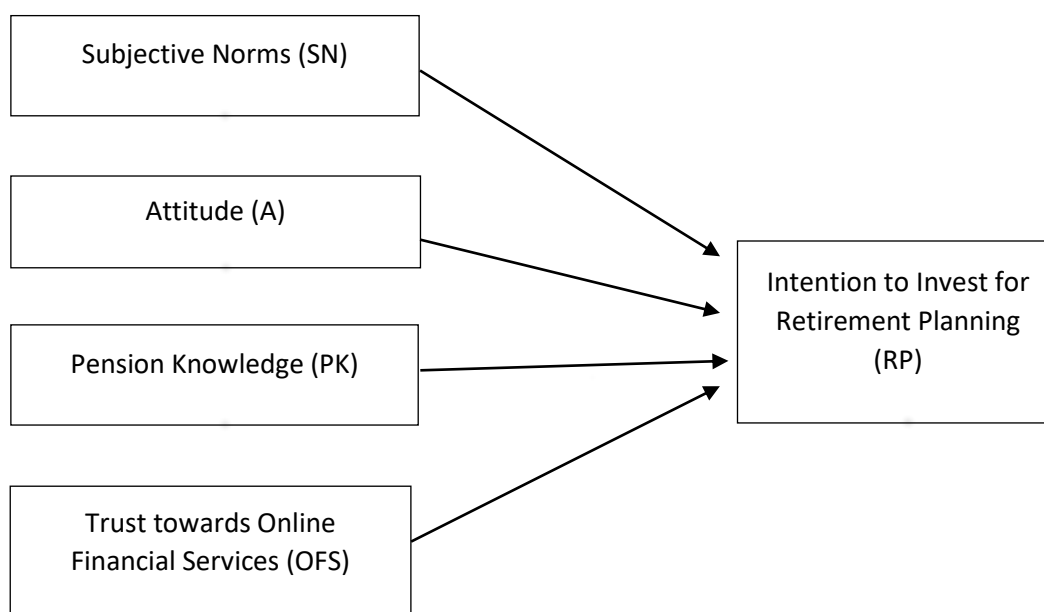 Subjective Norms (SN)
Attitude (A)
Pension Knowledge (PK)
Trust towards Online
Financial Services (OFS)
Intention to Invest for
Retirement Planning
(RP)